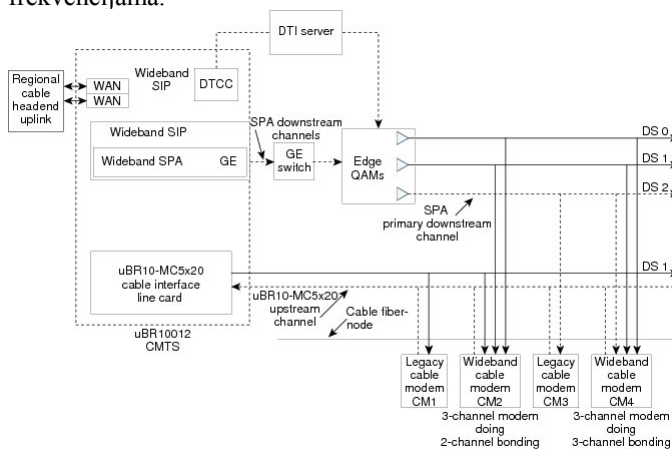 frekvencijama.
DTI server
Regional
cable
headend
uplink
WAN
WAN
Wideband
SIP
DTCC
SPA downstream
channels
Wideband SIP
Wideband SPA GE
GE
switch
Edge
QAMs
DS 0
DS 1
DS 2
SPA
primary downstream
channel
uBR10-MC5x20
cable interface
line card
DS 1
uBR10-MC5x20
upstream
channel
Cable fiber-
node
uBR10012
CMTS
Legacy
cable
modem
CM1
Wideband
cable
modem
CM2
Legacy
cable
modem
CM3
Wideband
cable
modem
CM4
3-channel modem
doing
2-channel bonding
3-channel modem
doing
3-channel bonding